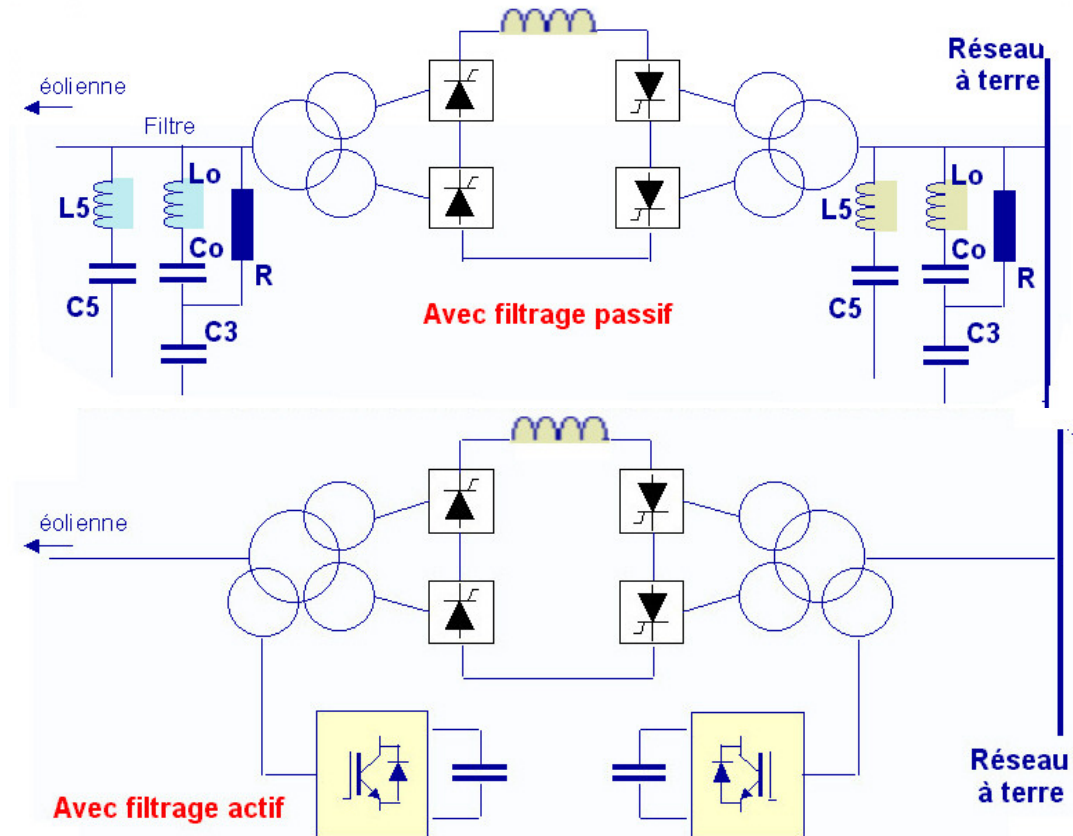 Réseau
à terre
éolienne
Filtre
L5
Lo
Co
R
C5
C3
Avec filtrage passif
L5
Lo
Co
R
C5
C3
éolienne
Avec filtrage actif
Réseau
à terre